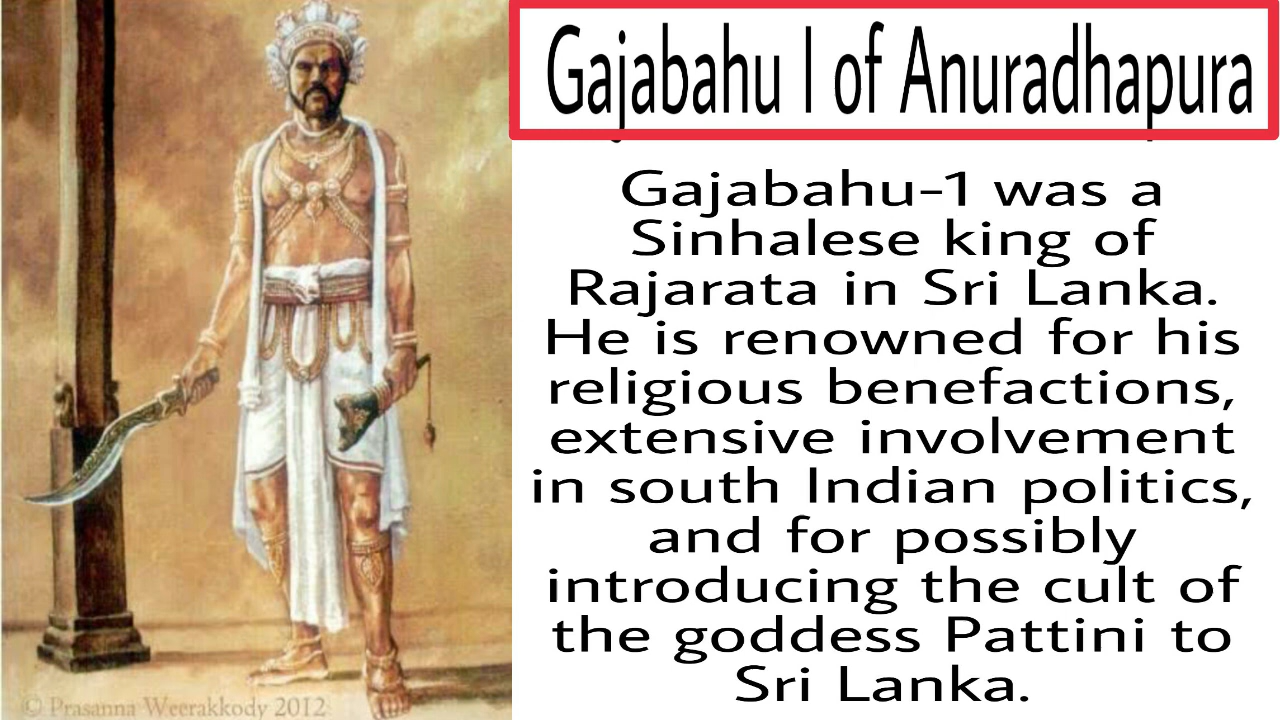 Gajabahu I of Anuradhapura
Gajabahu-1 was a
Sinhalese king of
Rajarata in Sri Lanka.
He is renowned for his
religious benefactions,
extensive involvement
in south Indian politics,
and for possibly
introducing the cult of
the goddess Pattini to
Sri Lanka.
© Prasanna Weerakkody 2012